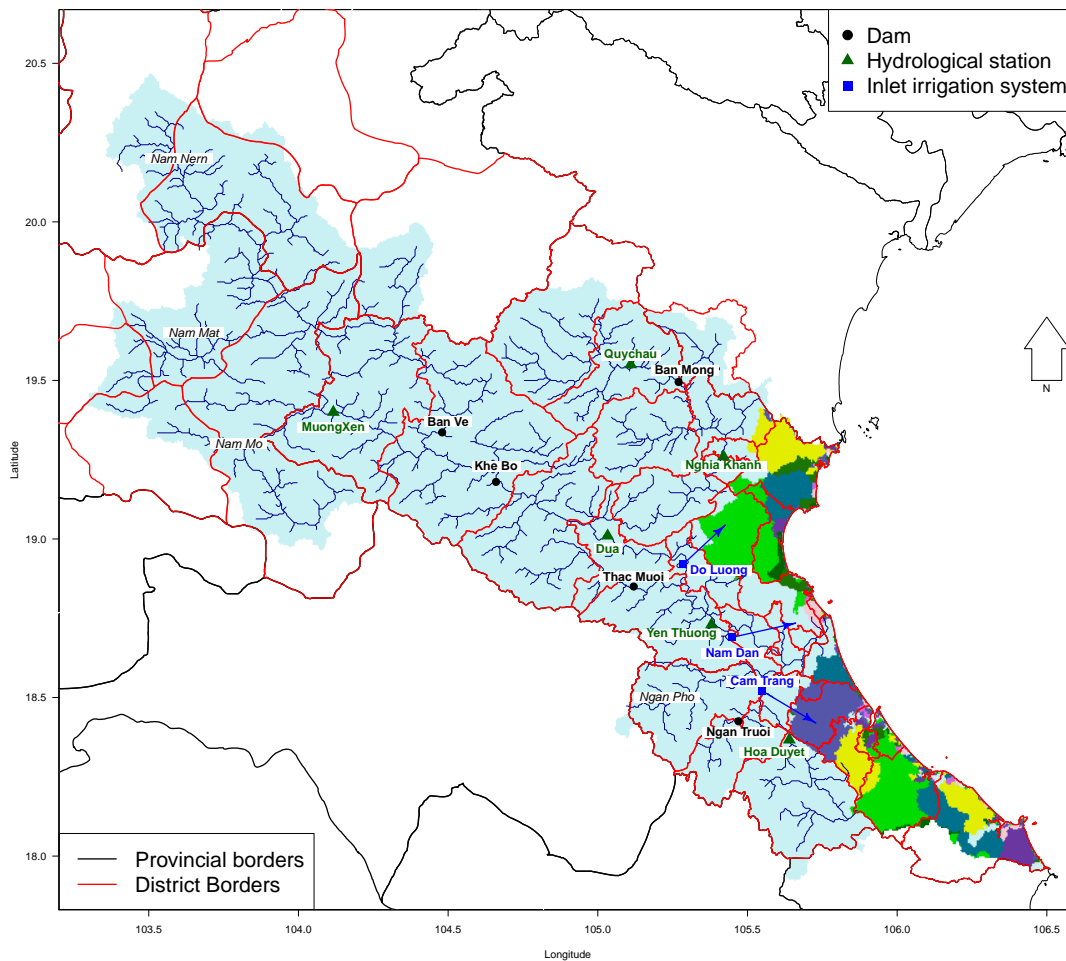 Dam
Hydrological station
Inlet irrigation system
20.5
Nam Nern
20.0
Nam Mat
Quychau
Ban Mong
N
19.5
MuongXen
Ban Ve
Nam Mo
Khe Bo
Nghia Khanh
Latitude
19.0
Dua
Do Luong
Thac Muoi
Yen Thuong
Nam Dan
Cam Trang
18.5
Ngan Pho
Ngan Truoi
Hoa Duyet
18.0
Provincial borders
District Borders
103.5 104.0 104.5 105.0 105.5 106.0 106.5
Longitude